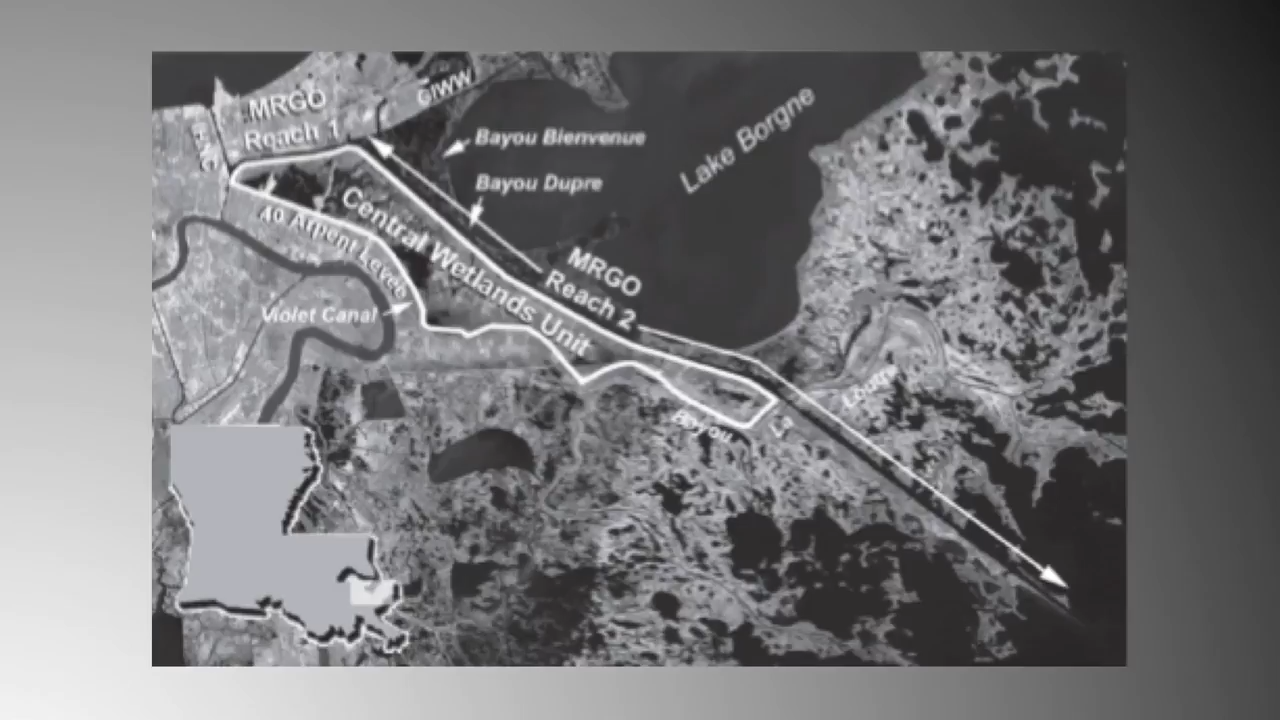 MRGO
Reach 1
GIWW
IHNC
Bayou Bienvenue
Bayou Dupre
Lake Borgne
40 Arpent Levee
Central Wetlands Unit
MRGO
Reach 2
Violet Canal
Bayou
La
Loutre